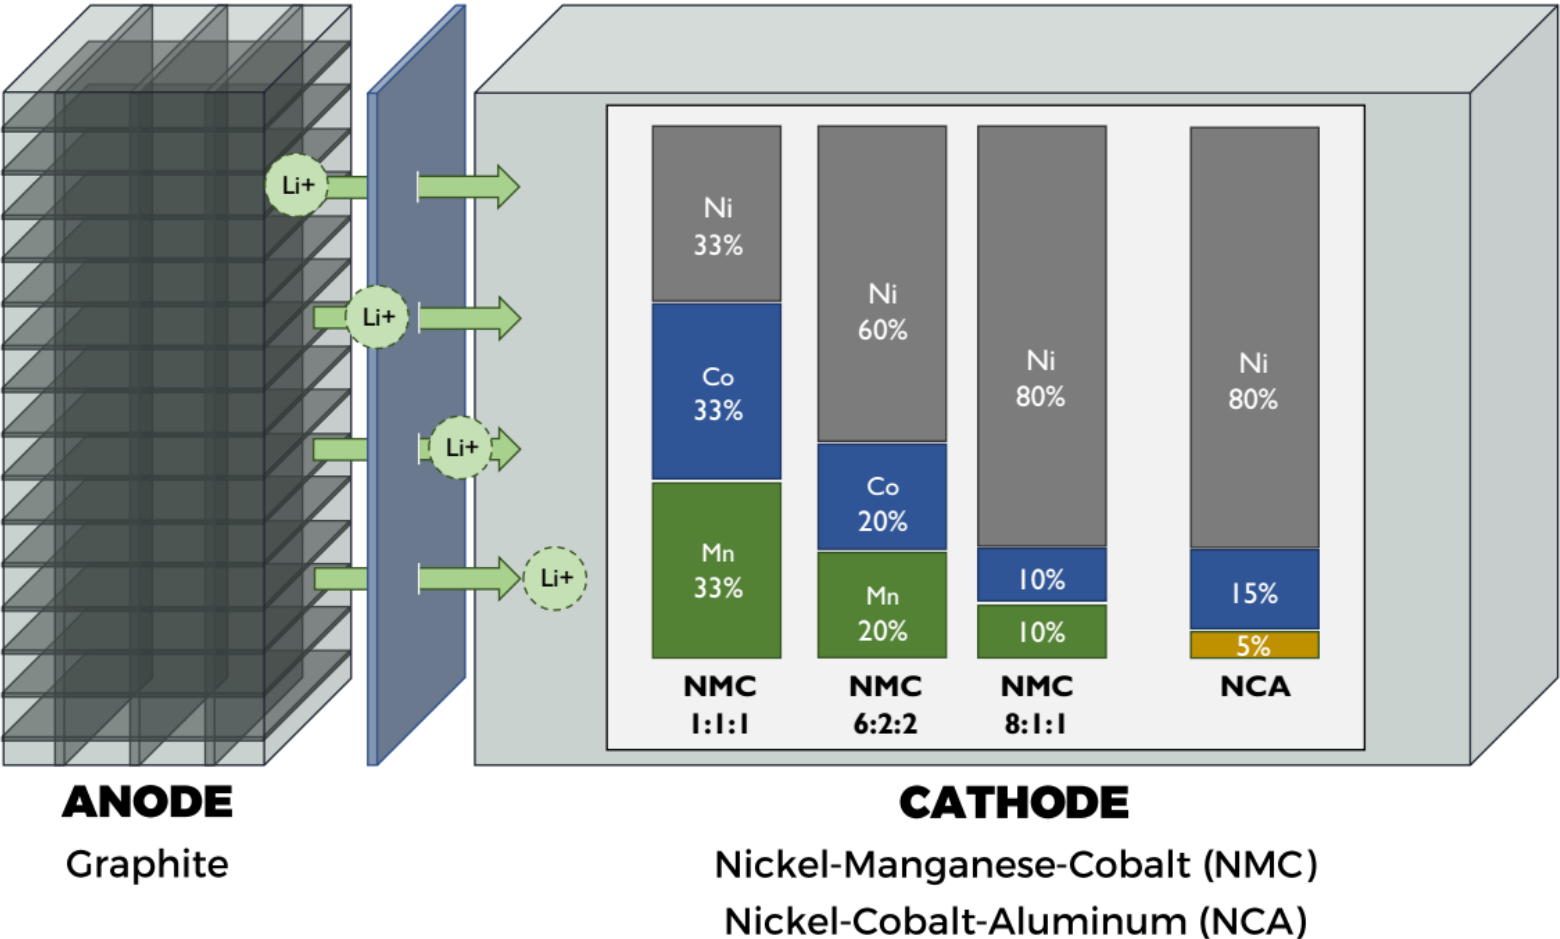 Li+
Li+
Li+
Li+
Ni
33%
Co
33%
Mn
33%
NMC
1:1:1
Ni
60%
Co
20%
Mn
20%
NMC
6:2:2
Ni
80%
10%
10%
NMC
8:1:1
Ni
80%
15%
5%
NCA
ANODE
Graphite
CATHODE
Nickel-Manganese-Cobalt (NMC)
Nickel-Cobalt-Aluminum (NCA)